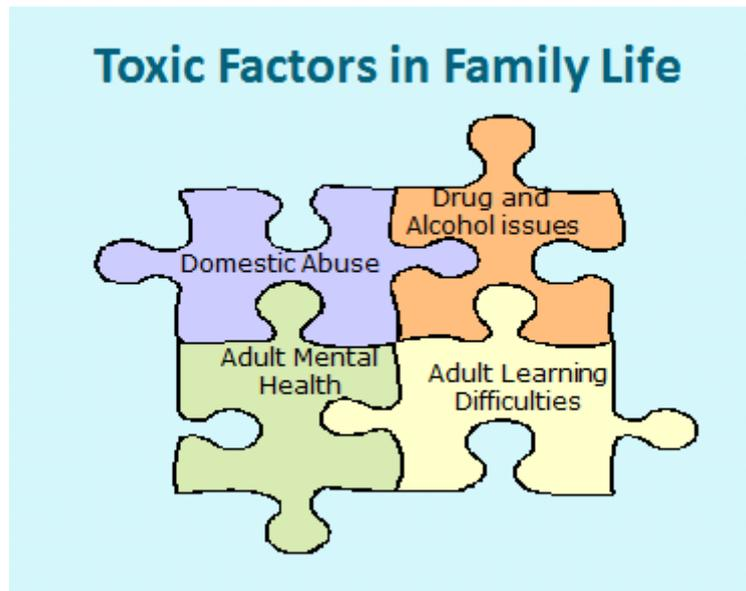 Toxic Factors in Family Life
Drug and
Alcohol issues
Domestic Abuse
Adult Mental
Health
Adult Learning
Difficulties